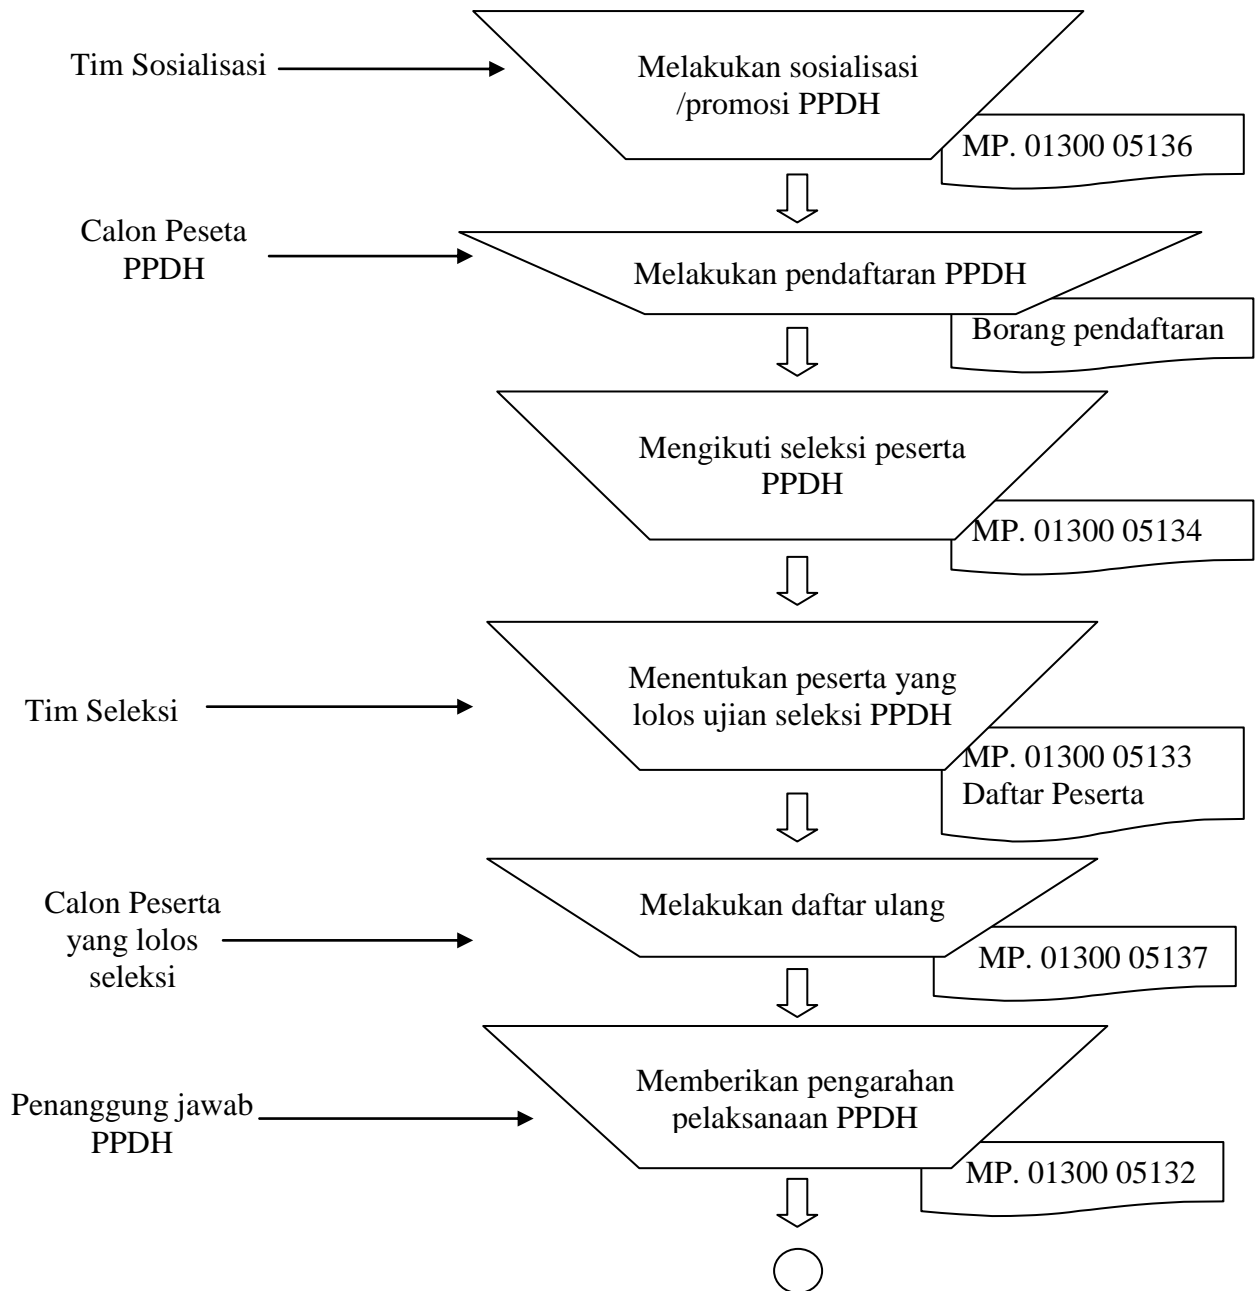 Tim Sosialisasi
Melakukan sosialisasi
/promosi PPDH
MP. 01300 05136
Calon Peseta
PPDH
Melakukan pendaftaran PPDH
Borang pendaftaran
Mengikuti seleksi peserta
PPDH
MP. 01300 05134
Tim Seleksi
Menentukan peserta yang
lolos ujian seleksi PPDH
MP. 01300 05133
Daftar Peserta
Calon Peserta
yang lolos
seleksi
Melakukan daftar ulang
MP. 01300 05137
Penanggung jawab
PPDH
Memberikan pengarahan
pelaksanaan PPDH
MP. 01300 05132